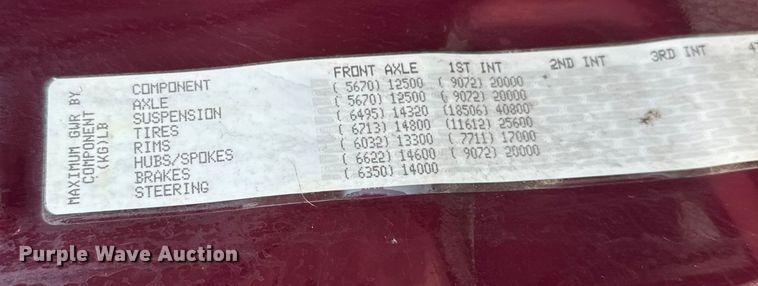 MAXIMUM GWR BY
COMPONENT
(KG)LB
COMPONENT FRONT AXLE 1ST INT 2ND INT 3RD INT
AXLE ( 5670) 12500 ( 9072) 20000
SUSPENSION ( 5670) 12500 ( 9072) 20000
TIRES ( 6495) 14320 (18506) 40800
RIMS ( 6713) 14800 (11612) 25600
HUBS/SPOKES ( 6032) 13300 ( 7711) 17000
BRAKES ( 6622) 14600 ( 9072) 20000
STEERING ( 6350) 14000
Purple Wave Auction